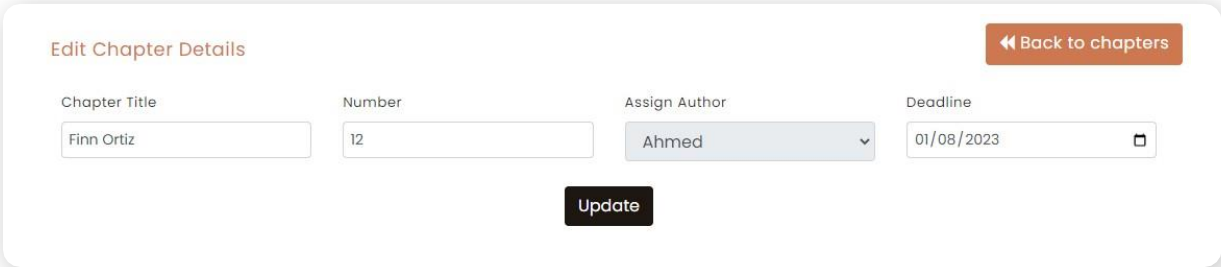 Edit Chapter Details
Back to chapters
Chapter Title Number Assign Author Deadline
Finn Ortiz 12 Ahmed 01/08/2023
Update